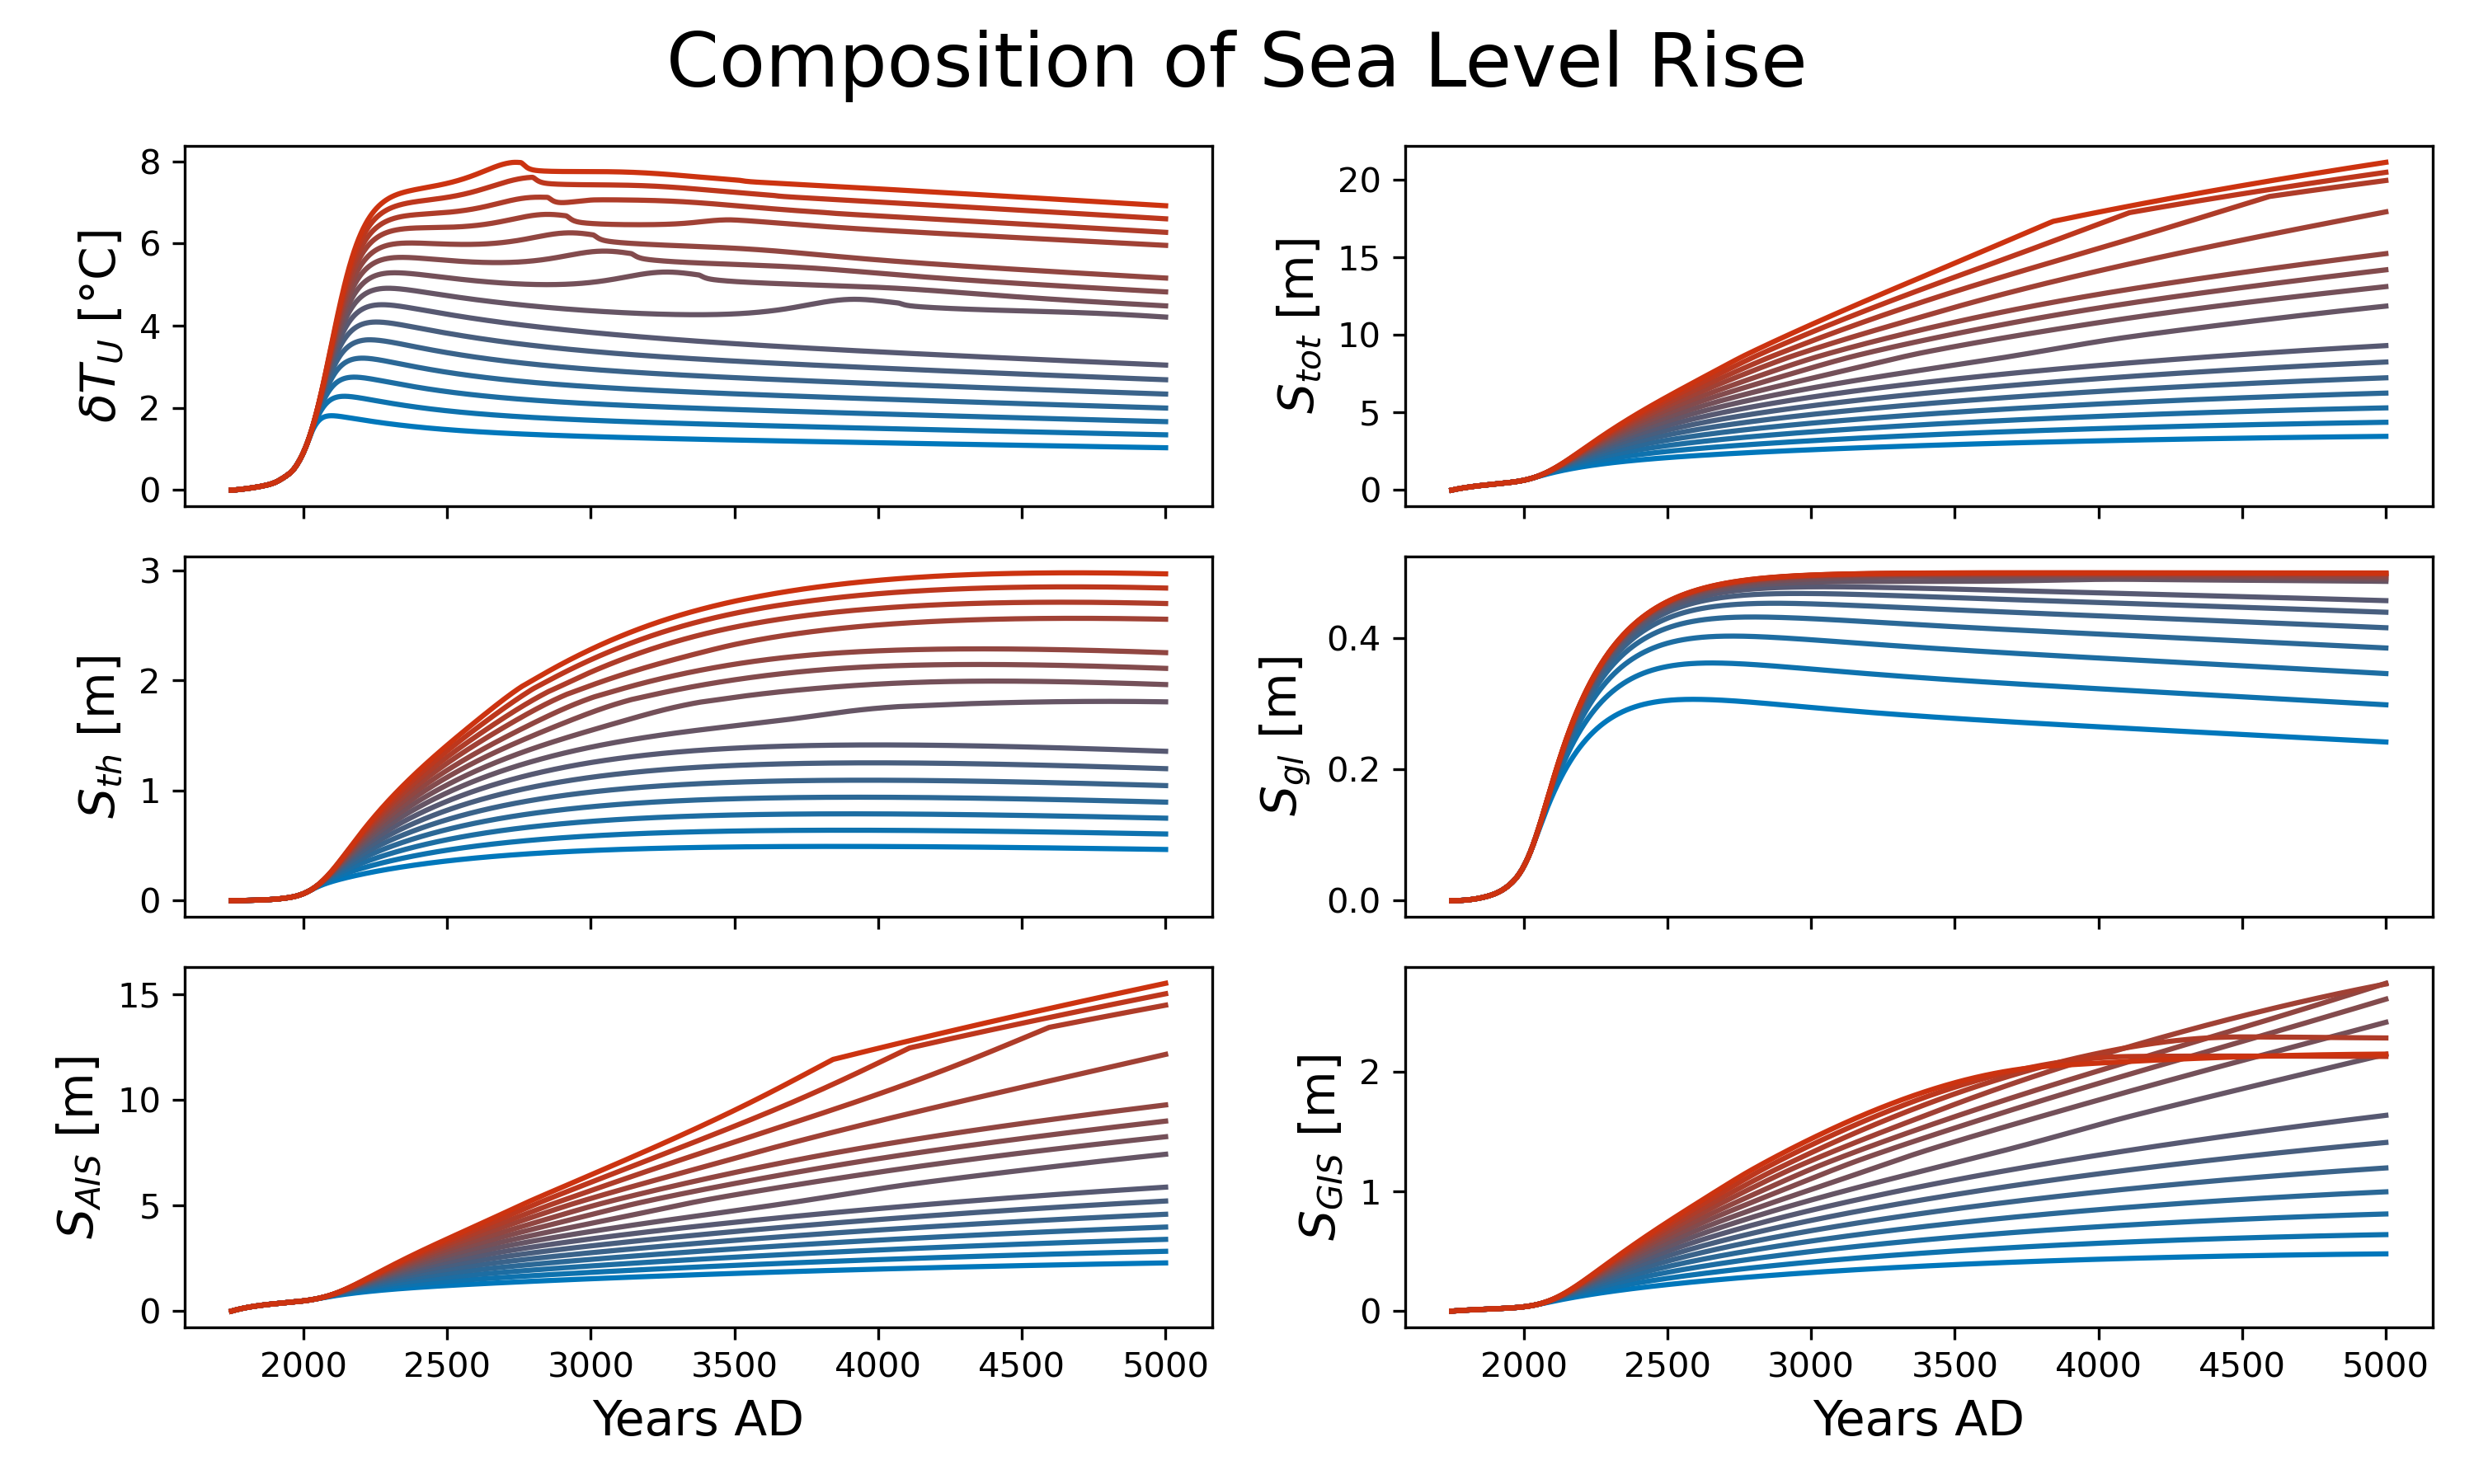 Composition of Sea Level Rise
δT_U [°C]
8
6
4
2
0
S_tot [m]
20
15
10
5
0
S_th [m]
3
2
1
0
S_gl [m]
0.4
0.2
0.0
S_AIS [m]
15
10
5
0
2000 2500 3000 3500 4000 4500 5000
Years AD
S_GIS [m]
2
1
0
2000 2500 3000 3500 4000 4500 5000
Years AD